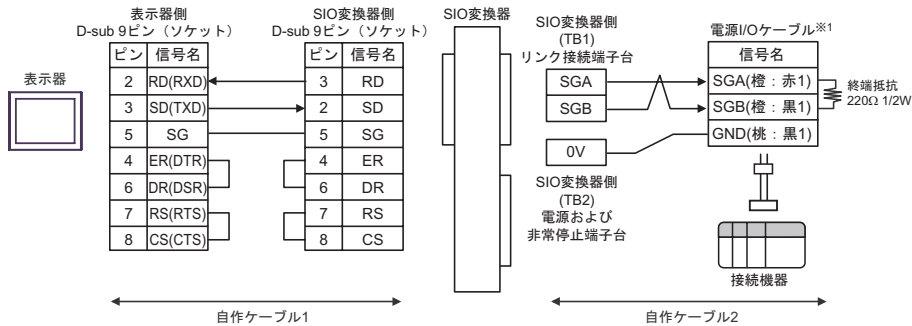 表示器
表示器側
D-sub 9ピン（ソケット）
ピン 信号名
2 RD(RXD)
3 SD(TXD)
5 SG
4 ER(DTR)
6 DR(DSR)
7 RS(RTS)
8 CS(CTS)
SIO変換器側
D-sub 9ピン（ソケット）
ピン 信号名
3 RD
2 SD
5 SG
4 ER
6 DR
7 RS
8 CS
自作ケーブル1
SIO変換器
SIO変換器側
(TB1)
リンク接続端子台
SGA
SGB
0V
SIO変換器側
(TB2)
電源および
非常停止端子台
電源I/Oケーブル※1
信号名
SGA(橙：赤1)
SGB(橙：黒1)
GND(桃：黒1)
終端抵抗
220Ω 1/2W
接続機器
自作ケーブル2